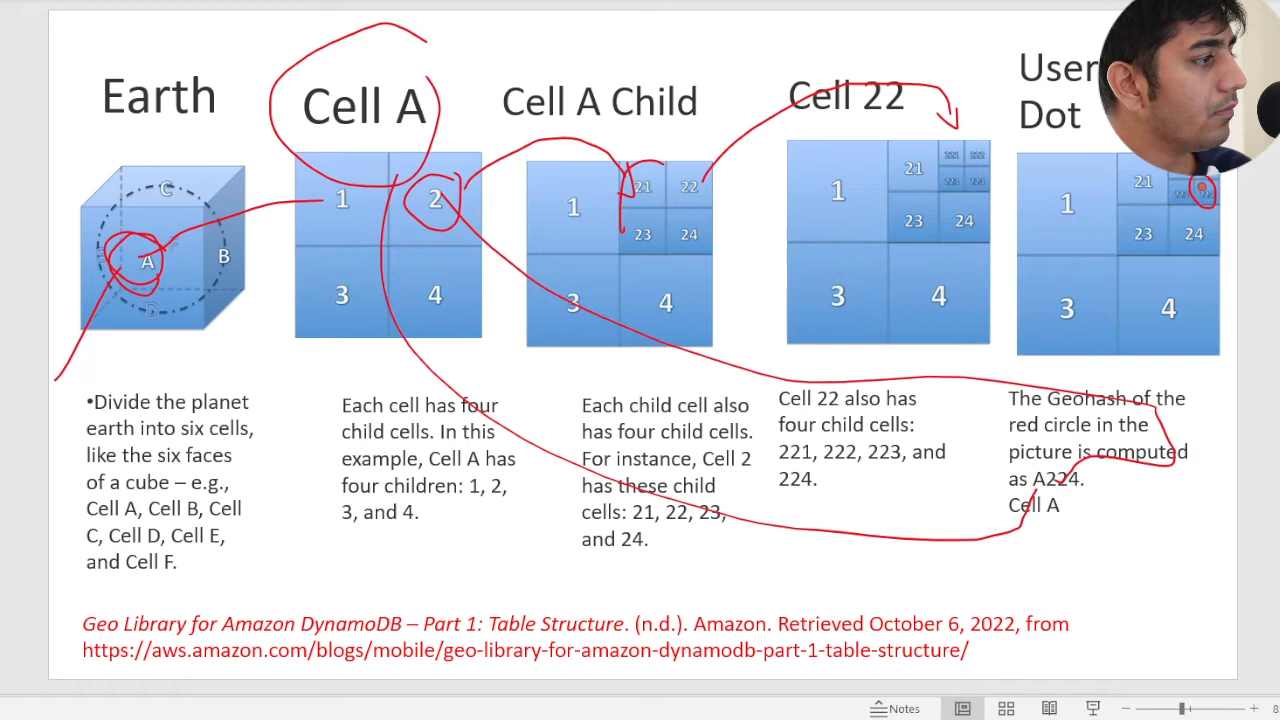 Earth
Cell A
Cell A Child
Cell 22
User
Dot
C
A
B
D
1
2
3
4
1
21
22
23
24
3
4
1
21
221
222
223
224
23
24
3
4
1
21
23
24
3
4
•Divide the planet
earth into six cells,
like the six faces
of a cube – e.g.,
Cell A, Cell B, Cell
C, Cell D, Cell E,
and Cell F.
Each cell has four
child cells. In this
example, Cell A has
four children: 1, 2,
3, and 4.
Each child cell also
has four child cells.
For instance, Cell 2
has these child
cells: 21, 22, 23,
and 24.
Cell 22 also has
four child cells:
221, 222, 223, and
224.
The Geohash of the
red circle in the
picture is computed
as A224.
Cell A
Geo Library for Amazon DynamoDB – Part 1: Table Structure. (n.d.). Amazon. Retrieved October 6, 2022, from
https://aws.amazon.com/blogs/mobile/geo-library-for-amazon-dynamodb-part-1-table-structure/
Notes